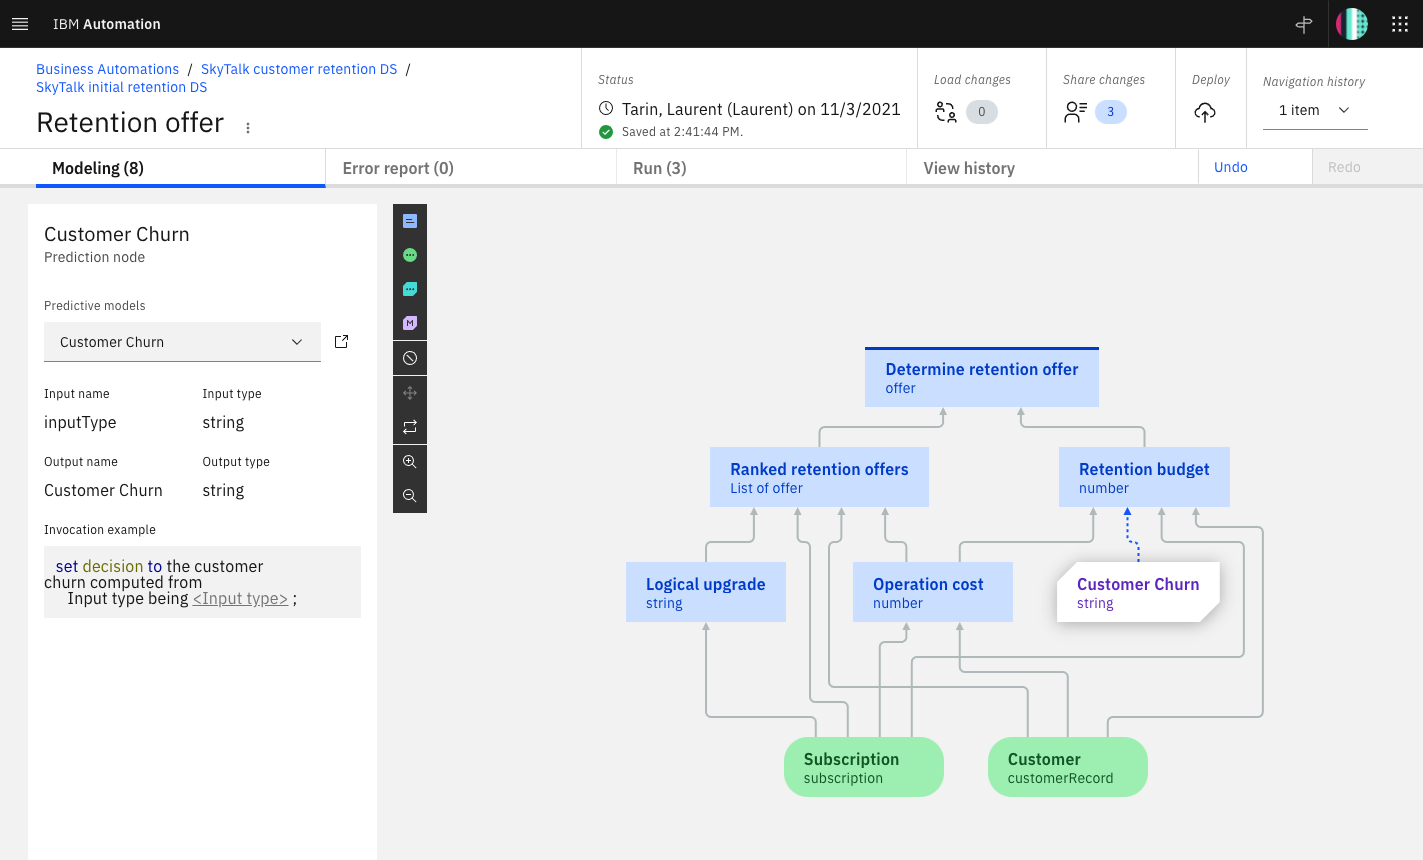 IBM Automation
Business Automations / SkyTalk customer retention DS /
SkyTalk initial retention DS
Retention offer
Status
Tarin, Laurent (Laurent) on 11/3/2021
Saved at 2:41:44 PM.
Load changes
0
Share changes
3
Deploy
Navigation history
1 item
Modeling (8)
Error report (0)
Run (3)
View history
Undo
Redo
Customer Churn
Prediction node
Predictive models
Customer Churn
Input name Input type
inputType string
Output name Output type
Customer Churn string
Invocation example
set decision to the customer
churn computed from
Input type being <Input type> ;
M
Determine retention offer
offer
Ranked retention offers
List of offer
Retention budget
number
Logical upgrade
string
Operation cost
number
Customer Churn
string
Subscription
subscription
Customer
customerRecord